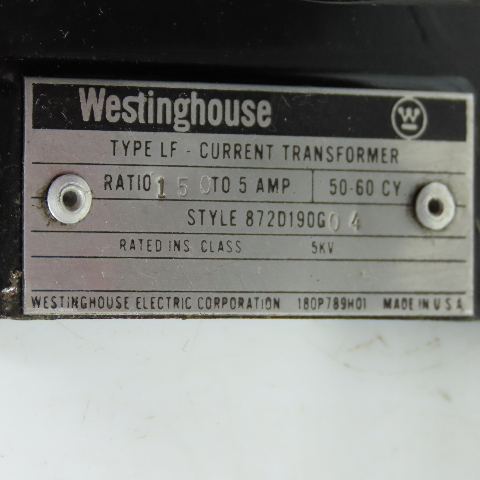 Westinghouse W
TYPE LF - CURRENT TRANSFORMER
RATIO 150 TO 5 AMP. 50-60 CY
STYLE 872D190G04
RATED INS. CLASS 5KV
WESTINGHOUSE ELECTRIC CORPORATION 180P789H01 MADE IN U.S.A.